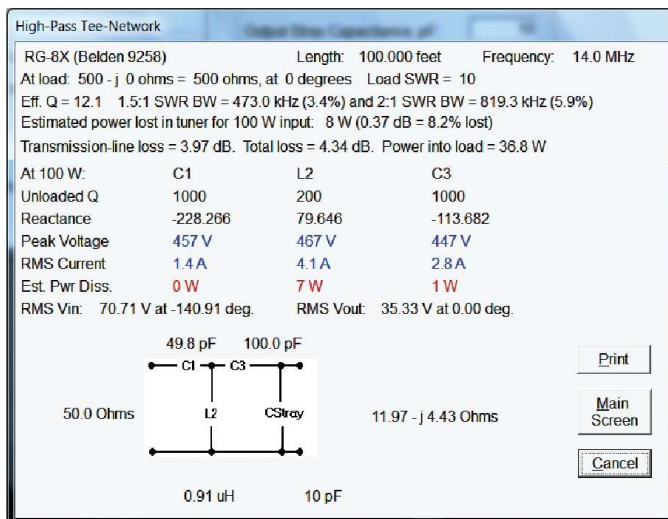 Output Stray Capacitance, pF
High-Pass Tee-Network
RG-8X (Belden 9258) Length: 100.000 feet Frequency: 14.0 MHz
At load: 500 - j 0 ohms = 500 ohms, at 0 degrees Load SWR = 10
Eff. Q = 12.1 1.5:1 SWR BW = 473.0 kHz (3.4%) and 2:1 SWR BW = 819.3 kHz (5.9%)
Estimated power lost in tuner for 100 W input: 8 W (0.37 dB = 8.2% lost)
Transmission-line loss = 3.97 dB. Total loss = 4.34 dB. Power into load = 36.8 W
At 100 W: C1 L2 C3
Unloaded Q 1000 200 1000
Reactance -228.266 79.646 -113.682
Peak Voltage 457 V 467 V 447 V
RMS Current 1.4 A 4.1 A 2.8 A
Est. Pwr Diss. 0 W 7 W 1 W
RMS Vin: 70.71 V at -140.91 deg. RMS Vout: 35.33 V at 0.00 deg.
49.8 pF 100.0 pF
C1 C3
Print
50.0 Ohms L2 CStray 11.97 - j 4.43 Ohms
Main
Screen
Cancel
0.91 uH 10 pF